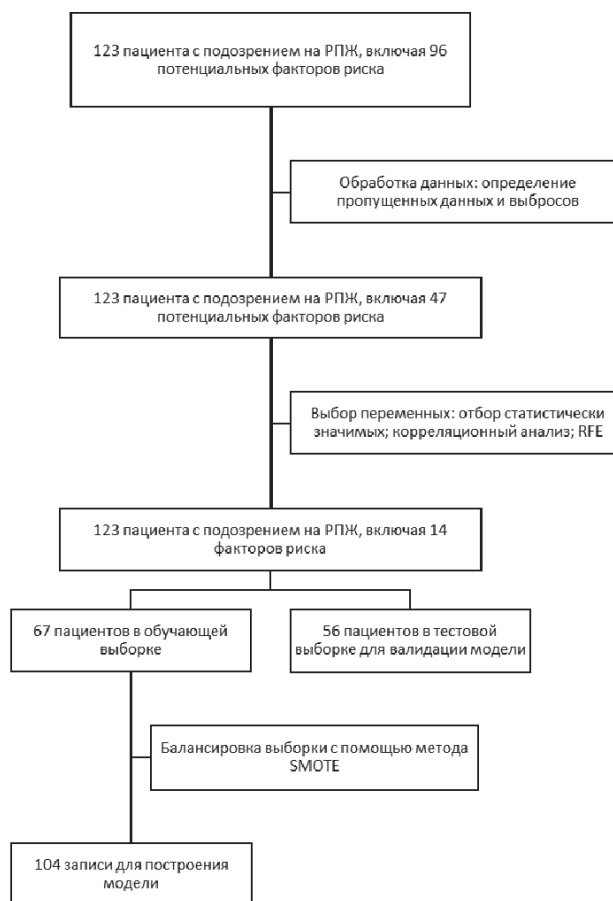 123 пациента с подозрением на РПЖ, включая 96
потенциальных факторов риска
Обработка данных: определение
пропущенных данных и выбросов
123 пациента с подозрением на РПЖ, включая 47
потенциальных факторов риска
Выбор переменных: отбор статистически
значимых; корреляционный анализ; RFE
123 пациента с подозрением на РПЖ, включая 14
факторов риска
67 пациентов в обучающей
выборке
56 пациентов в тестовой
выборке для валидации модели
Балансировка выборки с помощью метода
SMOTE
104 записи для построения
модели